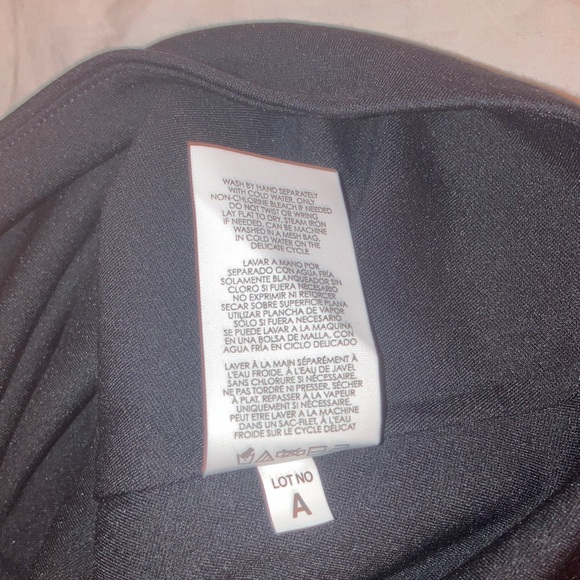 WASH BY HAND SEPARATELY
WITH COLD WATER, ONLY
NON-CHLORINE BLEACH IF NEEDED
DO NOT TWIST OR WRING
LAY FLAT TO DRY, STEAM IRON
IF NEEDED, CAN BE MACHINE
WASHED IN A MESH BAG,
IN COLD WATER ON THE
DELICATE CYCLE
LAVAR A MANO POR
SEPARADO CON AGUA FRÍA
SOLAMENTE BLANQUEADOR SIN
CLORO SI FUERA NECESARIO
NO EXPRIMIR NI RETORCER
SECAR SOBRE SUPERFICIE PLANA
UTILIZAR PLANCHA DE VAPOR
SÓLO SI FUERA NECESARIO
SE PUEDE LAVAR A LA MAQUINA
EN UNA BOLSA DE MALLA, CON
AGUA FRÍA EN CICLO DELICADO
LAVER À LA MAIN SÉPARÉMENT À
L'EAU FROIDE, À L'EAU DE JAVEL
SANS CHLORURE SI NÉCESSAIRE,
NE PAS TORDRE NI PRESSER, SÉCHER
À PLAT, REPASSER À LA VAPEUR
UNIQUEMENT SI NÉCESSAIRE,
PEUT ÊTRE LAVER A LA MACHINE
DANS UN SAC-FILET, À L'EAU
FROIDE SUR LE CYCLE DÉLICAT
LOT NO
A